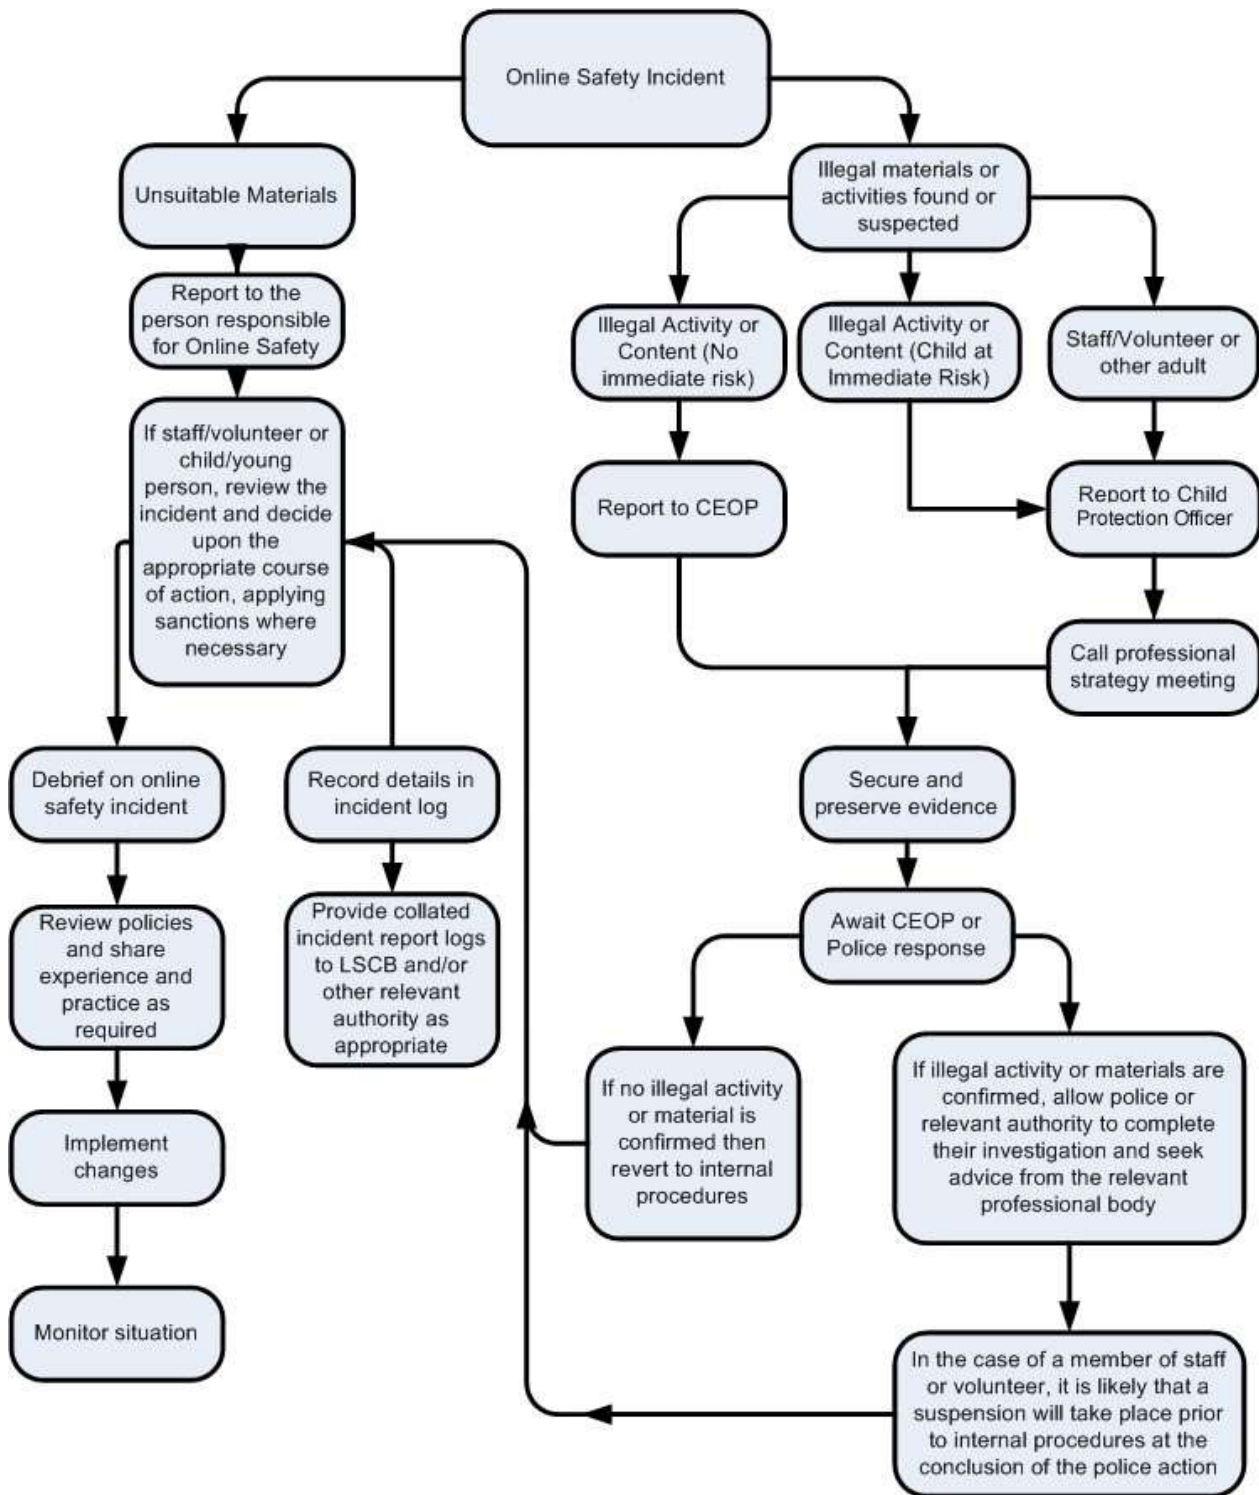 Online Safety Incident
Unsuitable Materials
Report to the
person responsible
for Online Safety
If staff/volunteer or
child/young
person, review the
incident and decide
upon the
appropriate course
of action, applying
sanctions where
necessary
Debrief on online
safety incident
Review policies
and share
experience and
practice as
required
Implement
changes
Monitor situation
Record details in
incident log
Provide collated
incident report logs
to LSCB and/or
other relevant
authority as
appropriate
Illegal materials or
activities found or
suspected
Illegal Activity or
Content (No
immediate risk)
Illegal Activity or
Content (Child at
Immediate Risk)
Staff/Volunteer or
other adult
Report to CEOP
Report to Child
Protection Officer
Call professional
strategy meeting
Secure and
preserve evidence
Await CEOP or
Police response
If no illegal activity
or material is
confirmed then
revert to internal
procedures
If illegal activity or materials are
confirmed, allow police or
relevant authority to complete
their investigation and seek
advice from the relevant
professional body
In the case of a member of staff
or volunteer, it is likely that a
suspension will take place prior
to internal procedures at the
conclusion of the police action